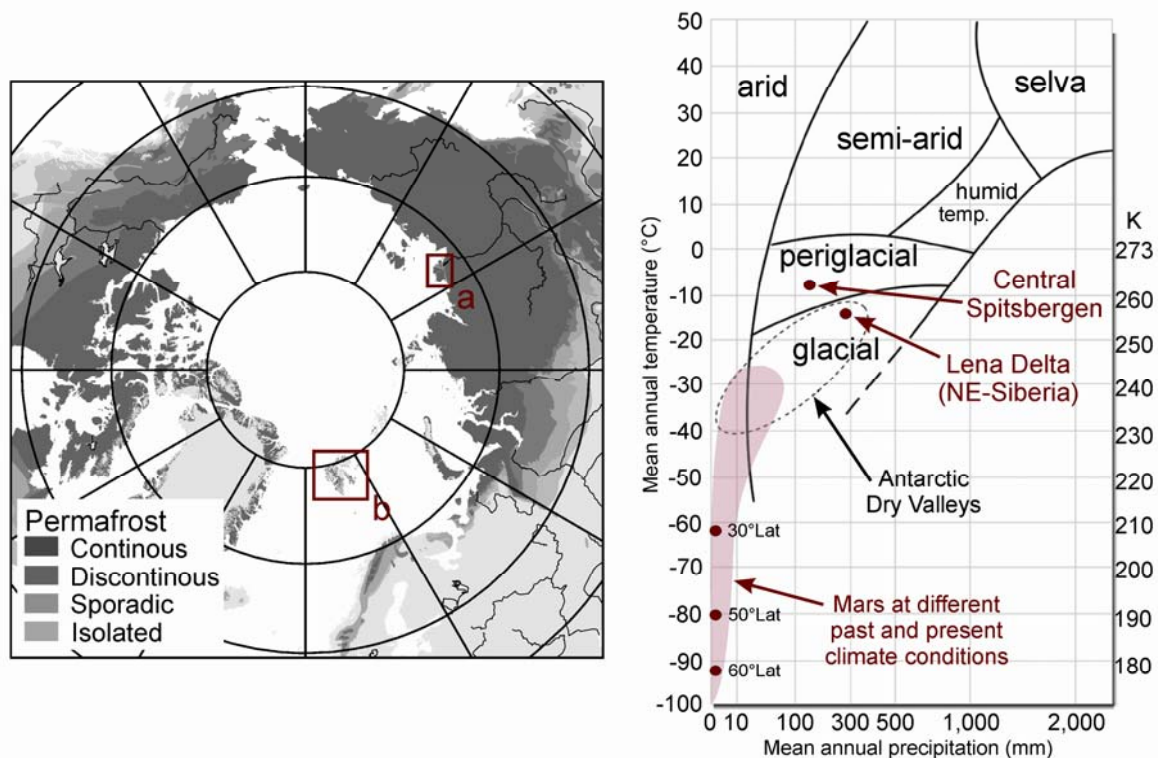 a
b
Permafrost
Continous
Discontinous
Sporadic
Isolated
50
40
30
20
10
0
-10
-20
-30
-40
-50
-60
-70
-80
-90
-100
Mean annual temperature (°C)
arid
selva
semi-arid
humid
temp.
periglacial
glacial
Central
Spitsbergen
Lena Delta
(NE-Siberia)
Antarctic
Dry Valleys
30°Lat
50°Lat
60°Lat
Mars at different
past and present
climate conditions
K
273
260
250
240
230
220
210
200
190
180
0 10 100 300 500 1,000 2,000
Mean annual precipitation (mm)